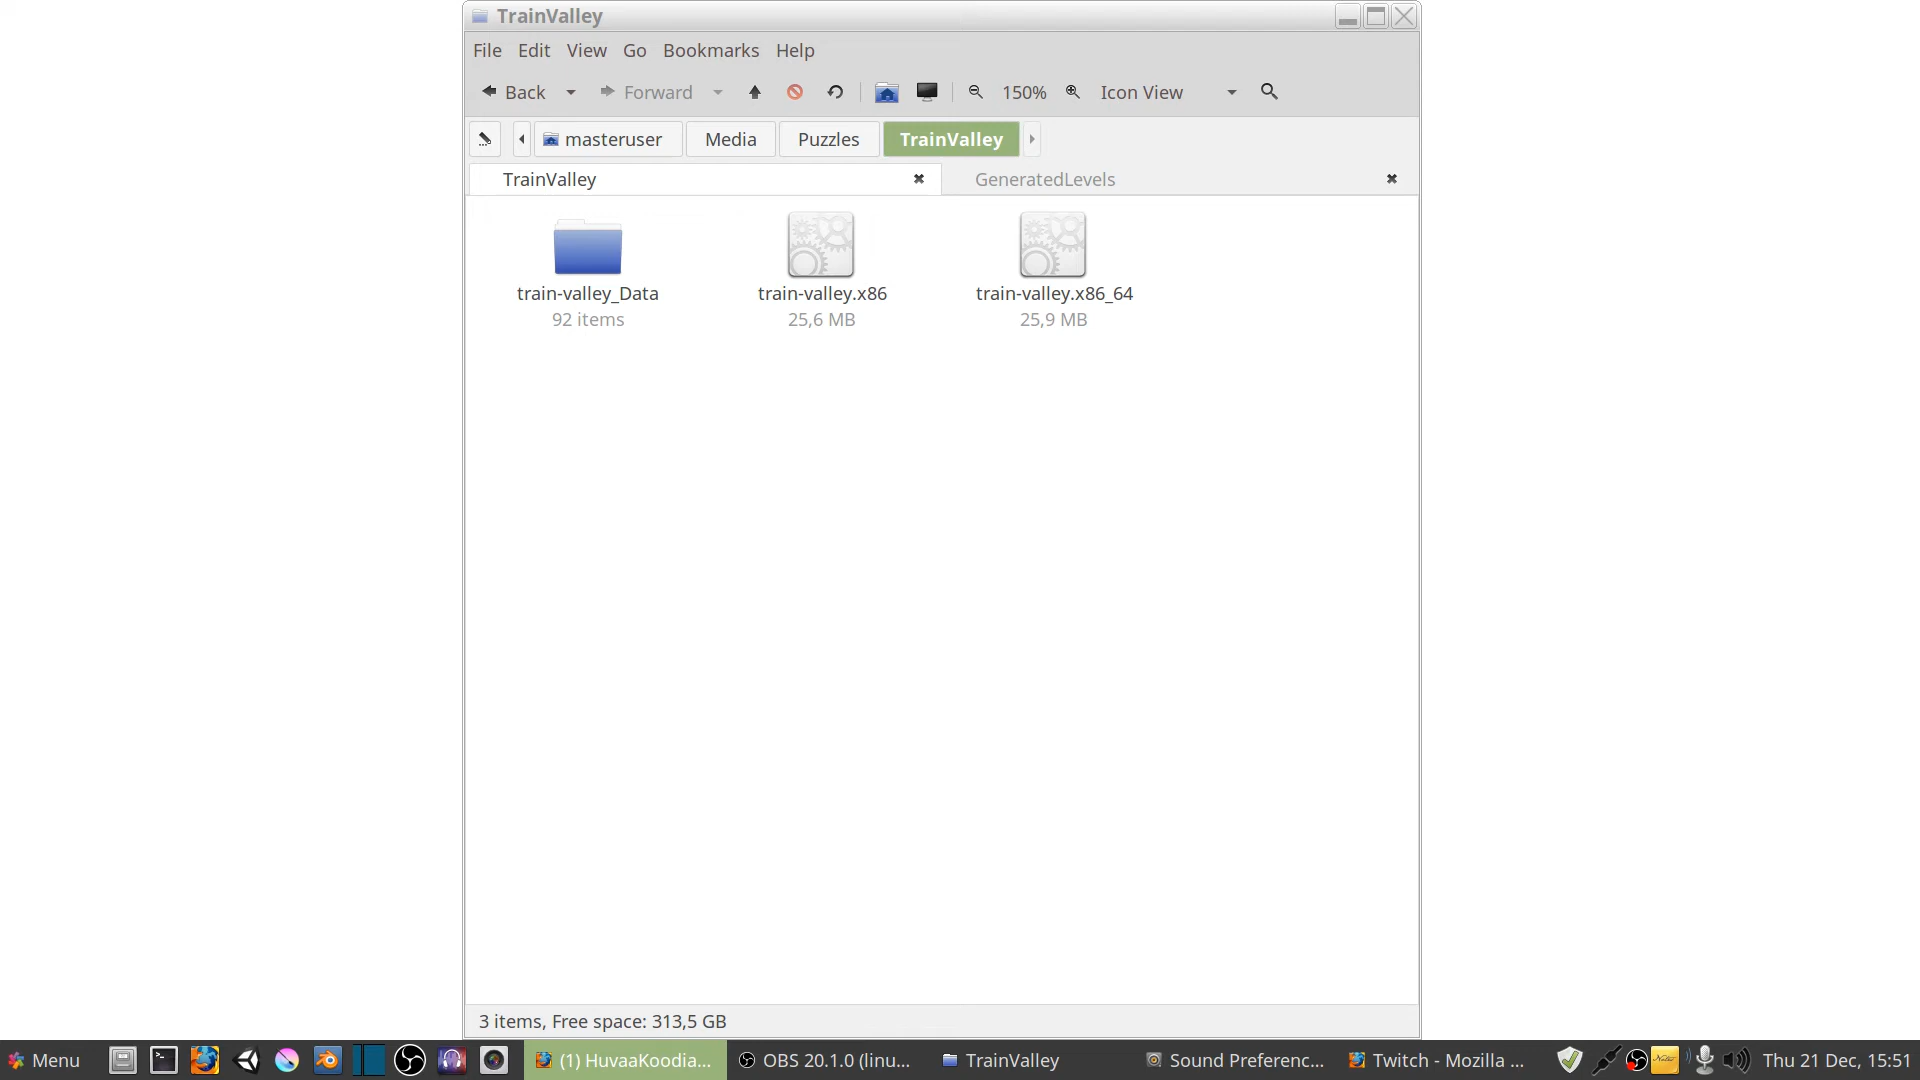 TrainValley
File Edit View Go Bookmarks Help
Back Forward 150% Icon View
masteruser Media Puzzles TrainValley
TrainValley GeneratedLevels
train-valley_Data train-valley.x86 train-valley.x86_64
92 items 25,6 MB 25,9 MB
3 items, Free space: 313,5 GB
Menu (1) HuvaaKoodia... OBS 20.1.0 (linu... TrainValley Sound Preferenc... Twitch - Mozilla ... Thu 21 Dec, 15:51